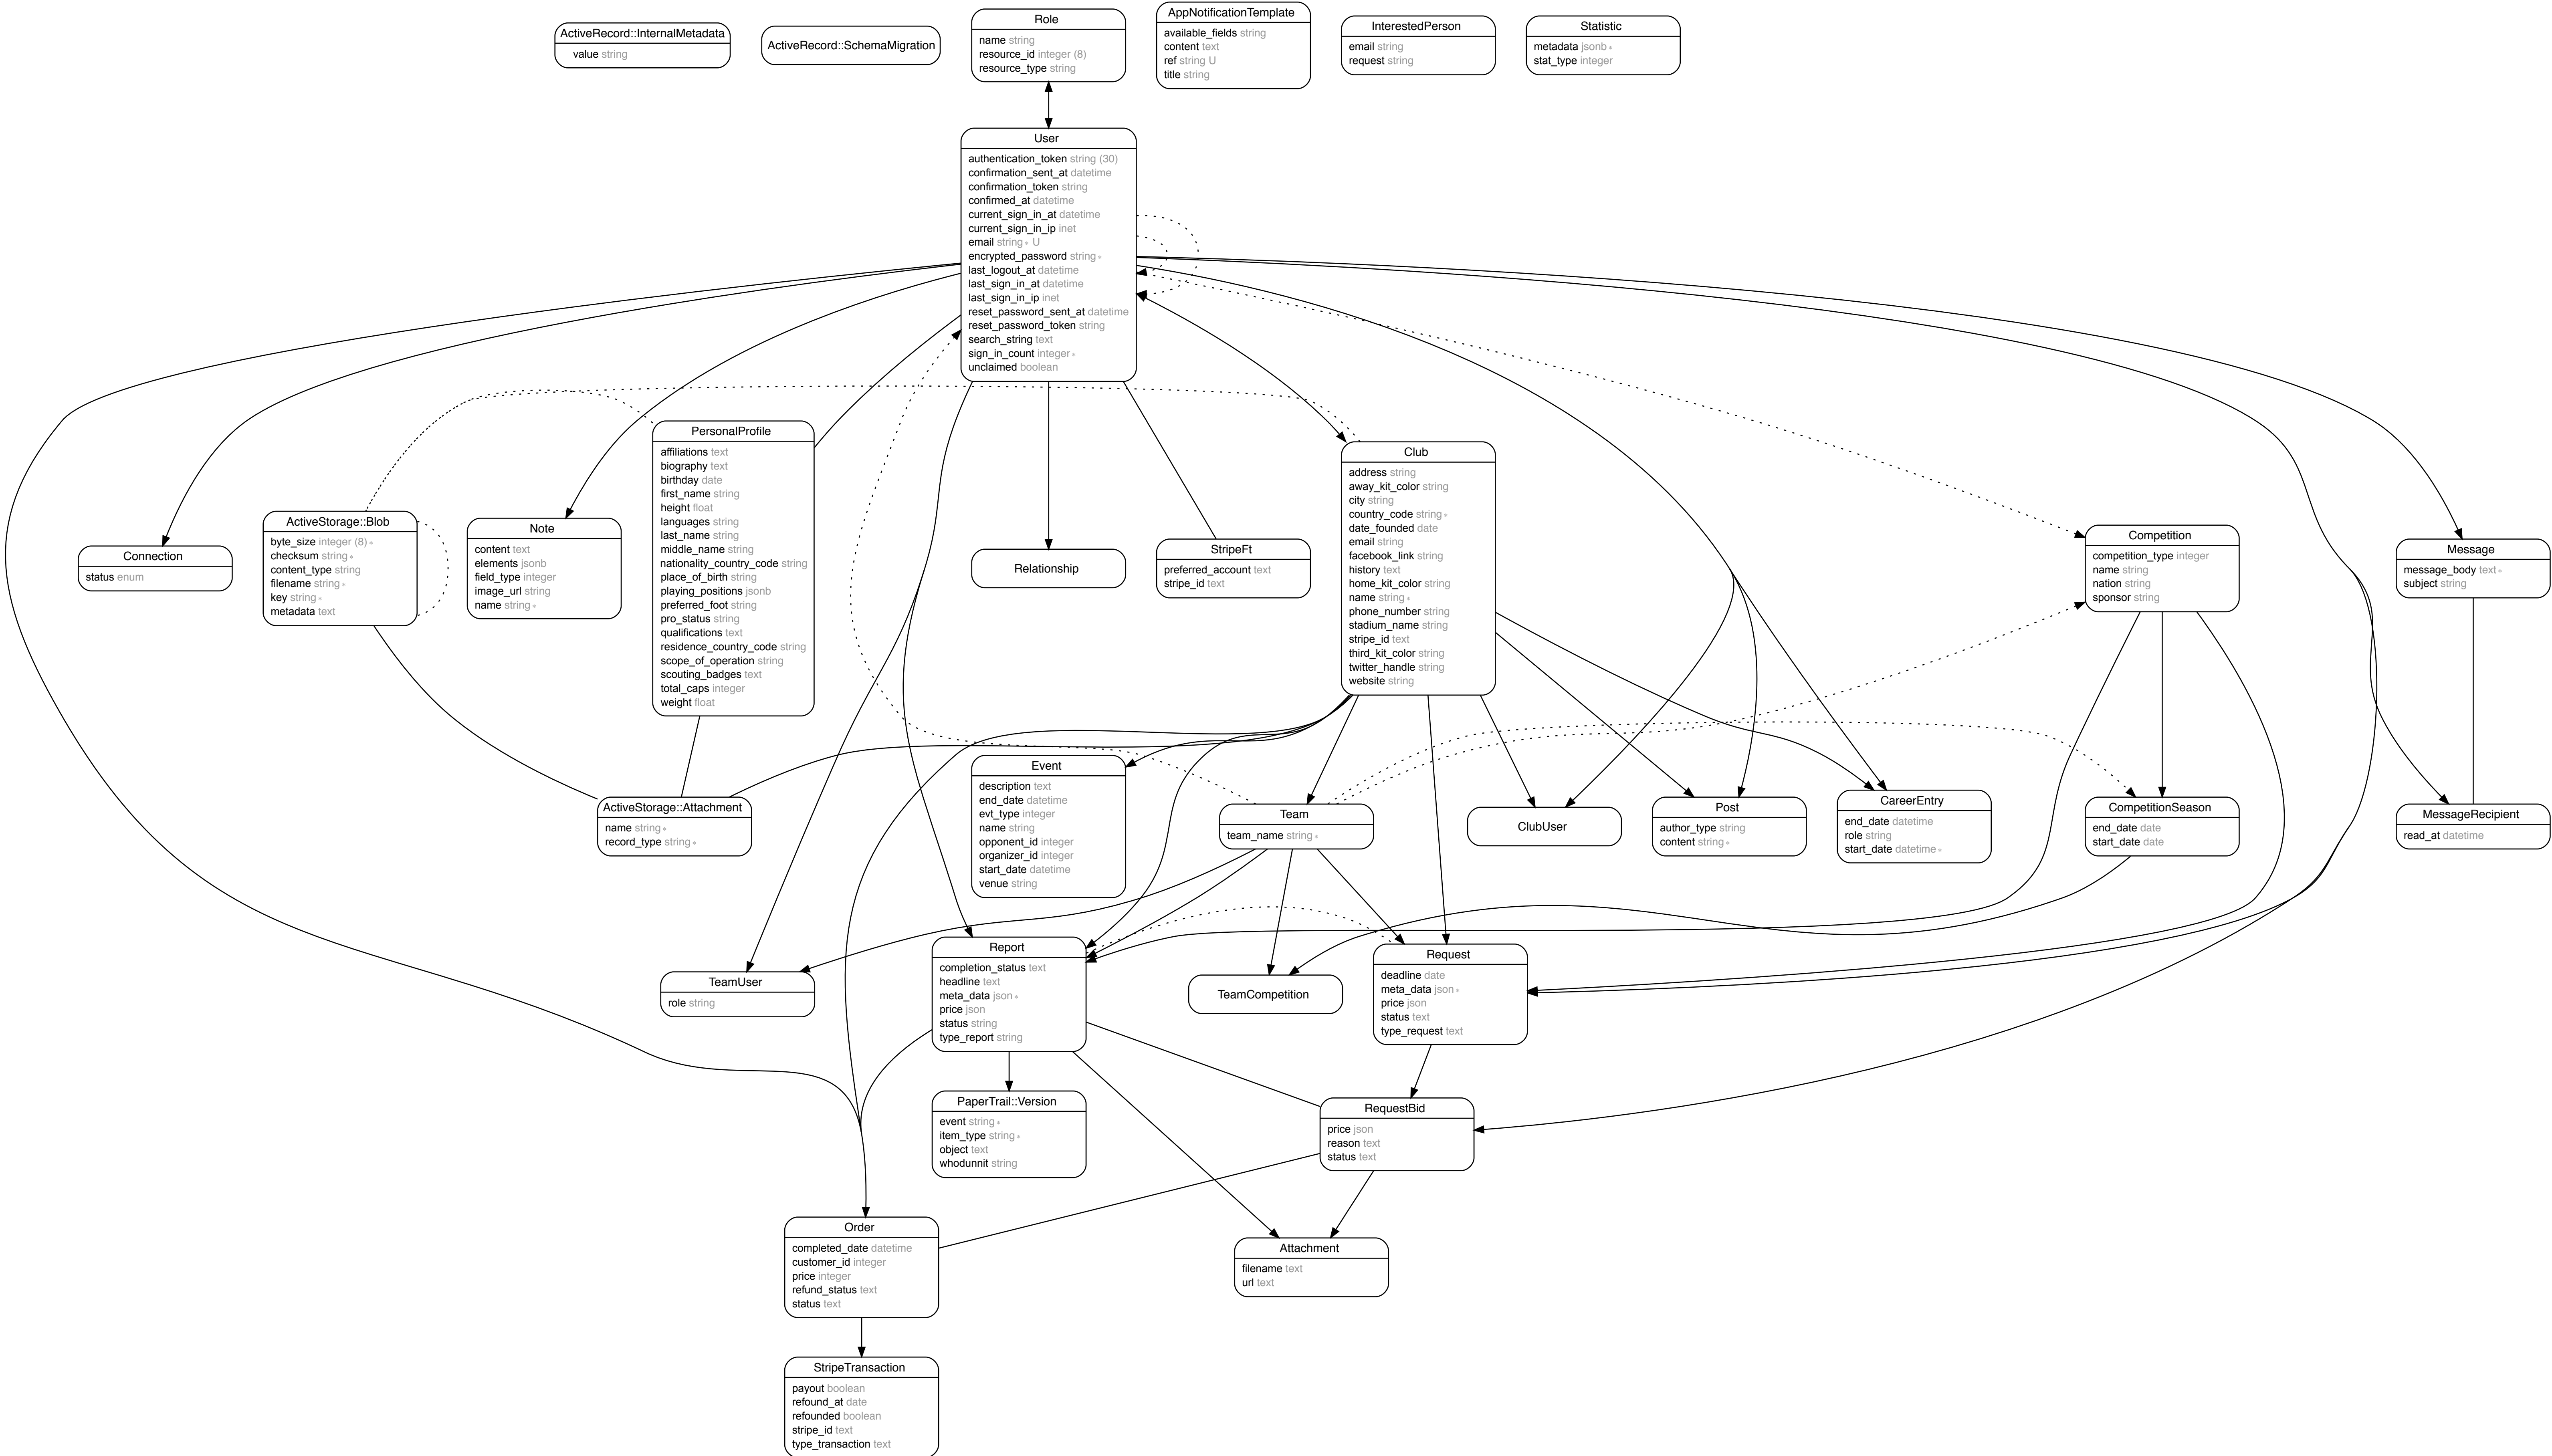 ActiveRecord::InternalMetadata
value string
ActiveRecord::SchemaMigration
Role
name string
resource_id integer (8)
resource_type string
AppNotificationTemplate
available_fields string
content text
ref string U
title string
InterestedPerson
email string
request string
Statistic
metadata jsonb *
stat_type integer
User
authentication_token string (30)
confirmation_sent_at datetime
confirmation_token string
confirmed_at datetime
current_sign_in_at datetime
current_sign_in_ip inet
email string * U
encrypted_password string *
last_logout_at datetime
last_sign_in_at datetime
last_sign_in_ip inet
reset_password_sent_at datetime
reset_password_token string
search_string text
sign_in_count integer *
unclaimed boolean
Connection
status enum
ActiveStorage::Blob
byte_size integer (8) *
checksum string *
content_type string
filename string *
key string *
metadata text
Note
content text
elements jsonb
field_type integer
image_url string
name string *
PersonalProfile
affiliations text
biography text
birthday date
first_name string
height float
languages string
last_name string
middle_name string
nationality_country_code string
place_of_birth string
playing_positions jsonb
preferred_foot string
pro_status string
qualifications text
residence_country_code string
scope_of_operation string
scouting_badges text
total_caps integer
weight float
Relationship
StripeFt
preferred_account text
stripe_id text
Club
address string
away_kit_color string
city string
country_code string *
date_founded date
email string
facebook_link string
history text
home_kit_color string
name string *
phone_number string
stadium_name string
stripe_id text
third_kit_color string
twitter_handle string
website string
Competition
competition_type integer
name string
nation string
sponsor string
Message
message_body text *
subject string
ActiveStorage::Attachment
name string *
record_type string *
Event
description text
end_date datetime
evt_type integer
name string
opponent_id integer
organizer_id integer
start_date datetime
venue string
Team
team_name string *
ClubUser
Post
author_type string
content string *
CareerEntry
end_date datetime
role string
start_date datetime *
CompetitionSeason
end_date date
start_date date
MessageRecipient
read_at datetime
TeamUser
role string
Report
completion_status text
headline text
meta_data json *
price json
status string
type_report string
TeamCompetition
Request
deadline date
meta_data json *
price json
status text
type_request text
PaperTrail::Version
event string *
item_type string *
object text
whodunnit string
RequestBid
price json
reason text
status text
Order
completed_date datetime
customer_id integer
price integer
refund_status text
status text
Attachment
filename text
url text
StripeTransaction
payout boolean
refound_at date
refounded boolean
stripe_id text
type_transaction text